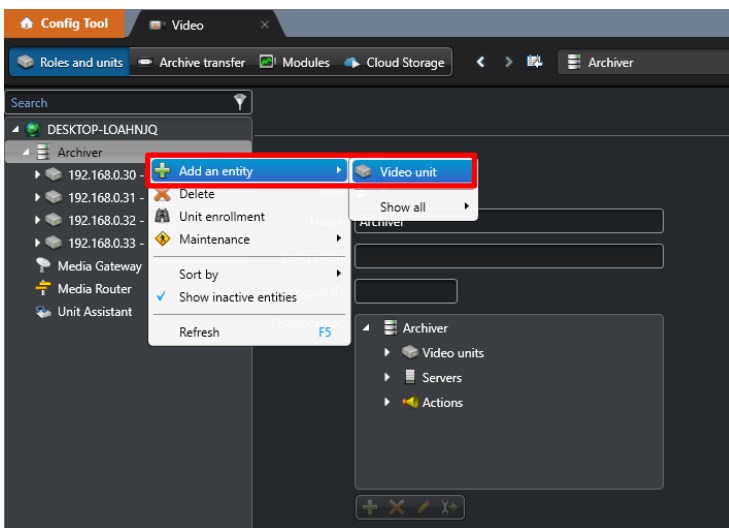 Config Tool
Video
Roles and units
Archive transfer
Modules
Cloud Storage
Archiver
Search
DESKTOP-LOAHNJQ
Archiver
192.168.0.30 -
192.168.0.31 -
192.168.0.32 -
192.168.0.33 -
Media Gateway
Media Router
Unit Assistant
Add an entity
Delete
Unit enrollment
Maintenance
Sort by
Show inactive entities
Refresh F5
Video unit
Show all
Archiver
Archiver
Video units
Servers
Actions